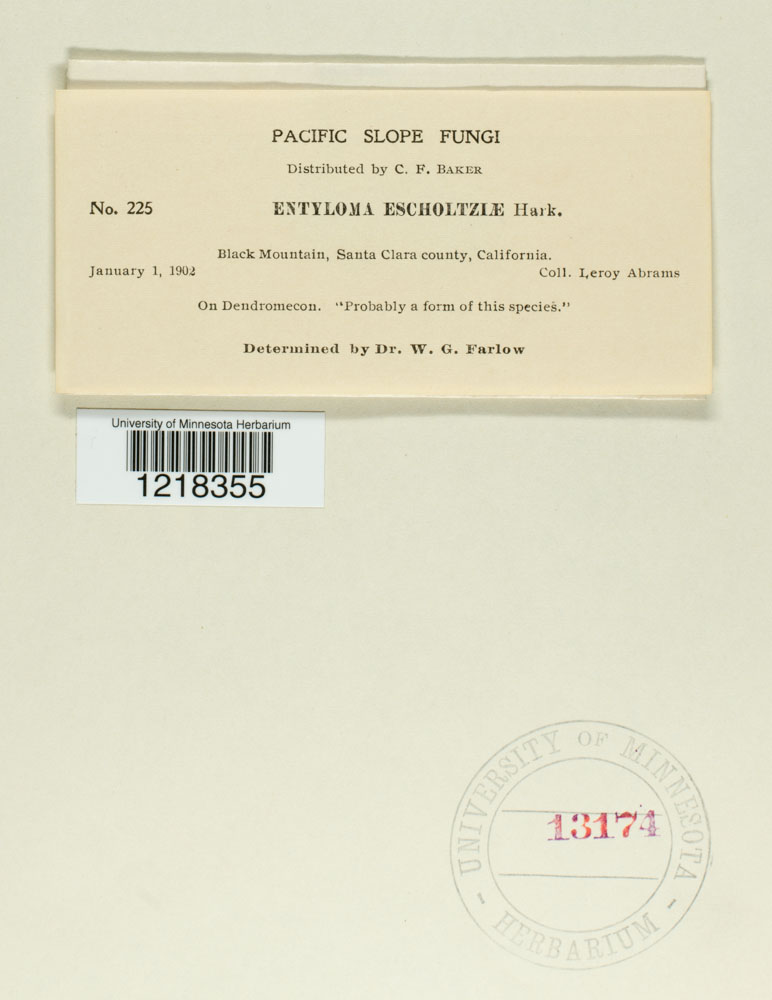 PACIFIC SLOPE FUNGI
Distributed by C. F. BAKER
No. 225 ENTYLOMA ESCHOLTZIÆ Hark.
Black Mountain, Santa Clara county, California.
January 1, 1902 Coll. Leroy Abrams
On Dendromecon. "Probably a form of this species."
Determined by Dr. W. G. Farlow
University of Minnesota Herbarium
1218355
UNIVERSITY OF MINNESOTA
13174
- HERBARIUM -